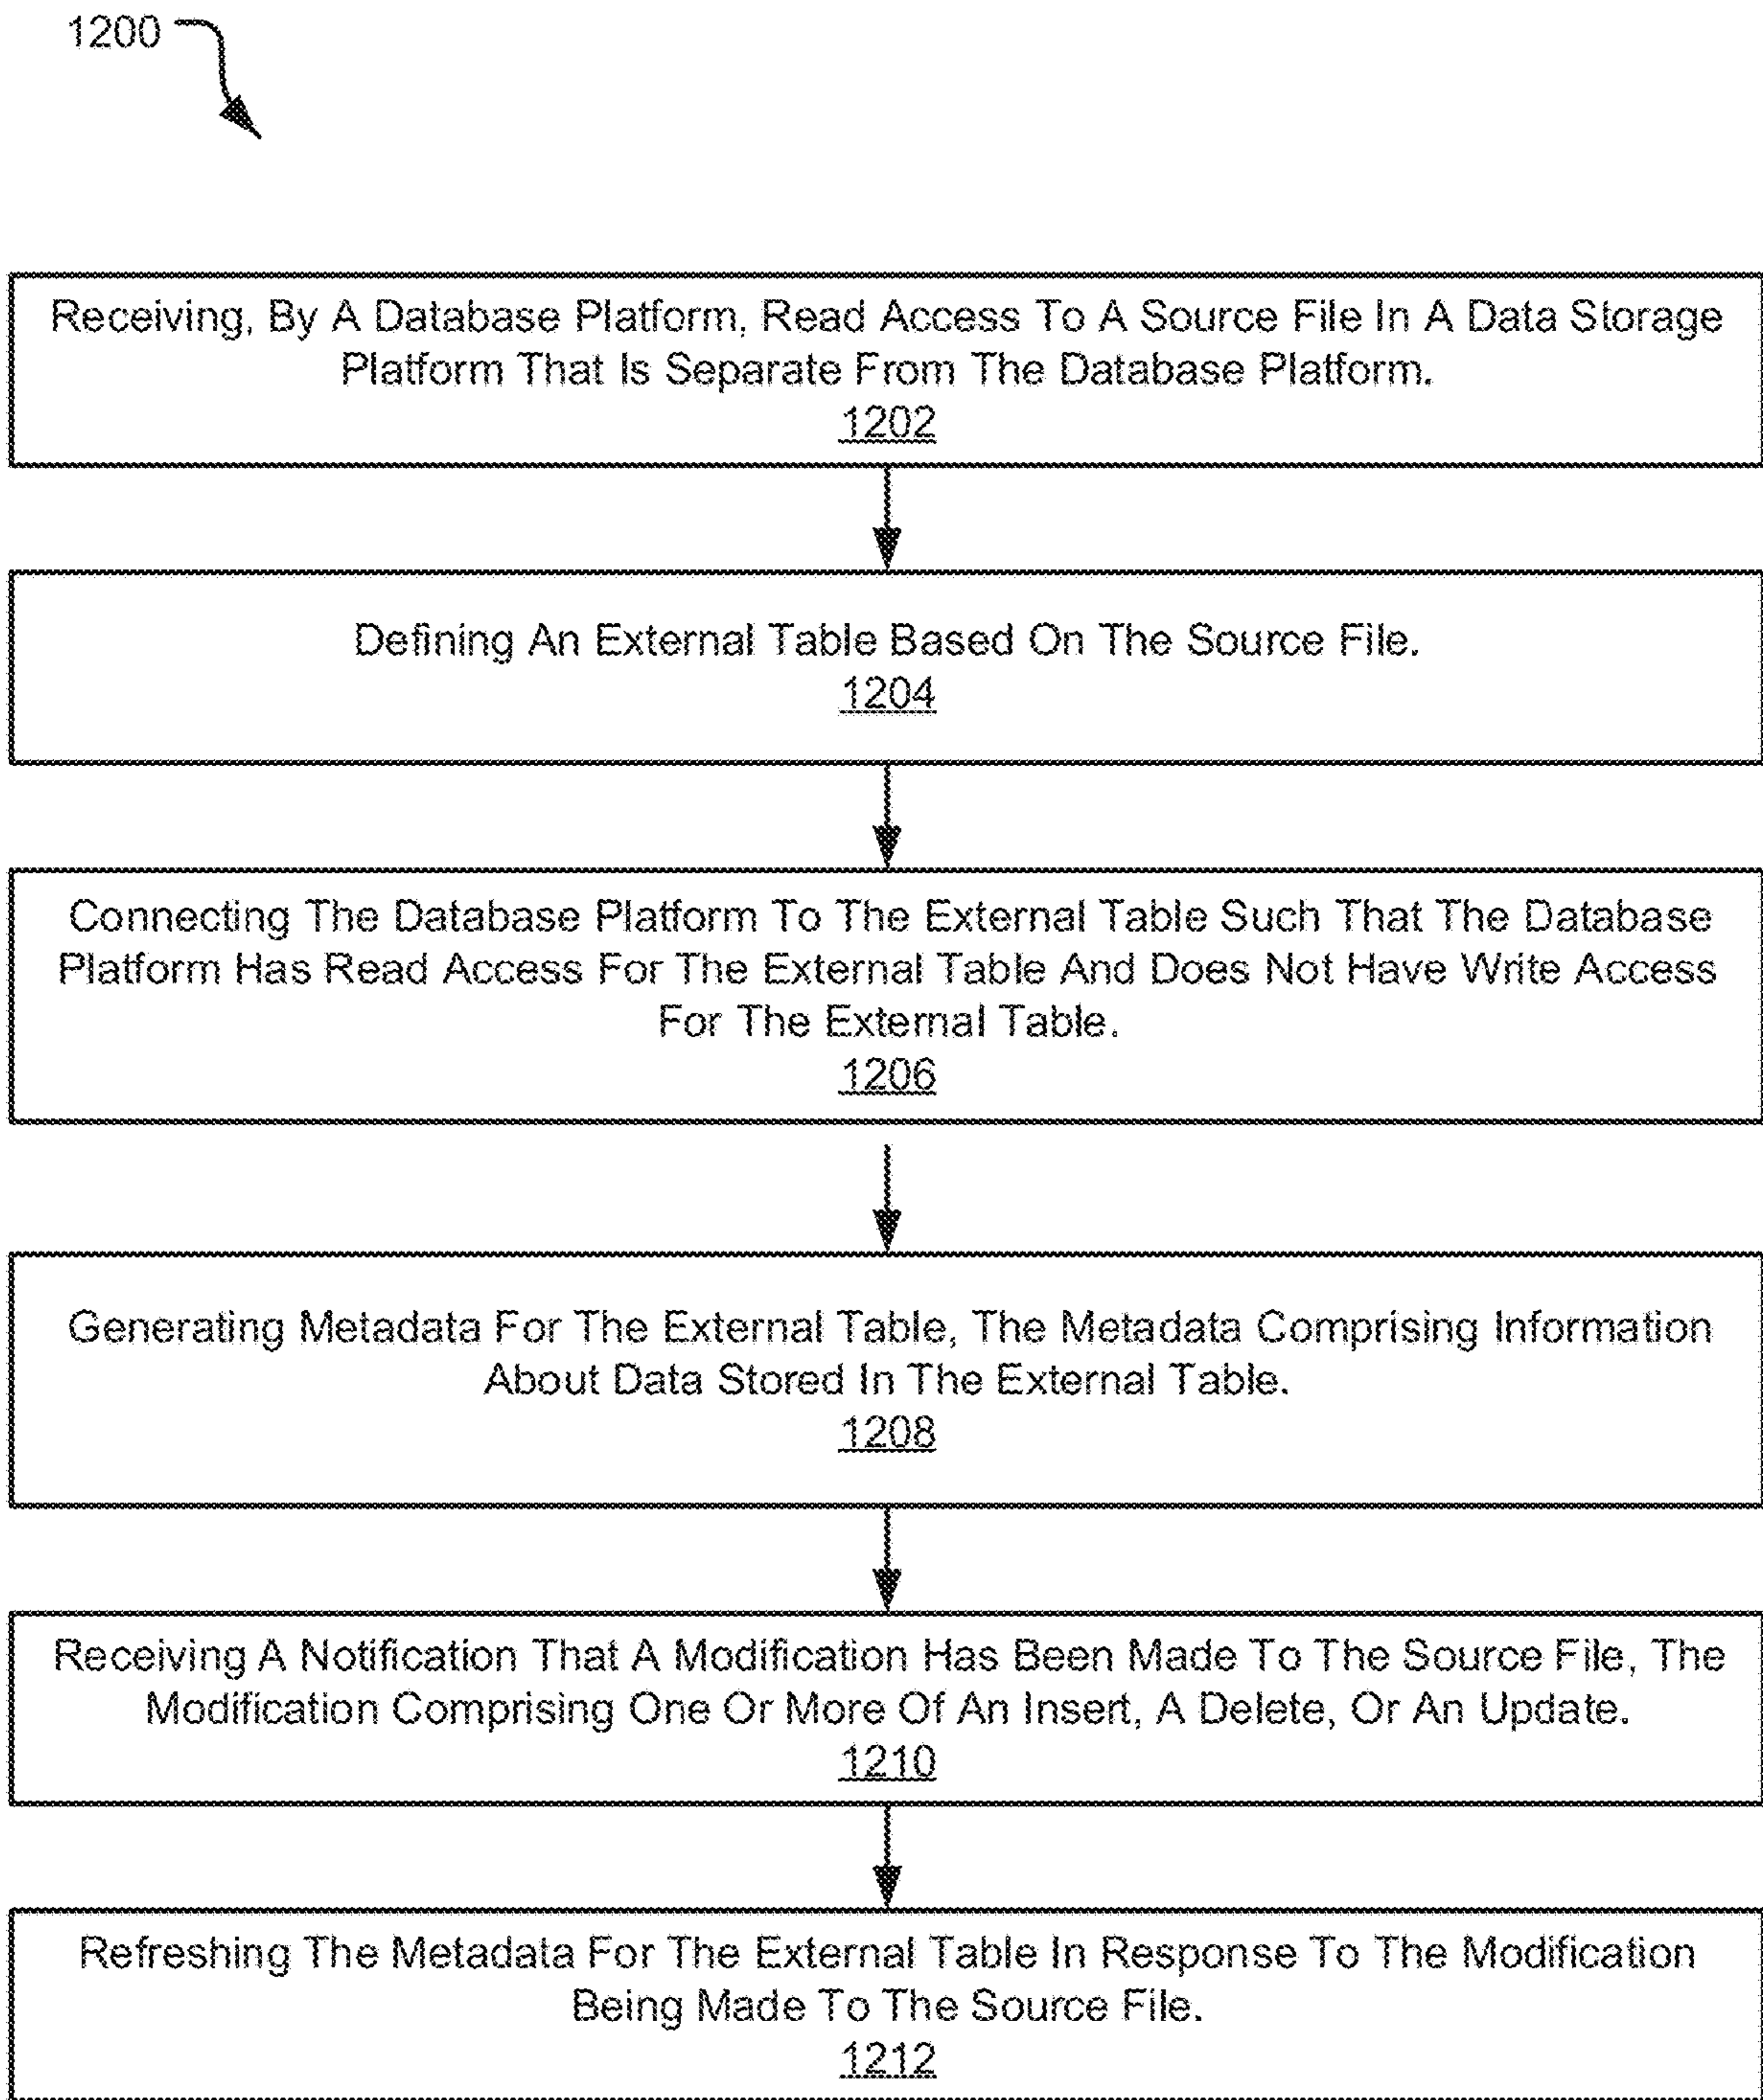 1200
Receiving, By A Database Platform, Read Access To A Source File In A Data Storage
Platform That Is Separate From The Database Platform.
1202
Defining An External Table Based On The Source File.
1204
Connecting The Database Platform To The External Table Such That The Database
Platform Has Read Access For The External Table And Does Not Have Write Access
For The External Table.
1206
Generating Metadata For The External Table, The Metadata Comprising Information
About Data Stored In The External Table.
1208
Receiving A Notification That A Modification Has Been Made To The Source File, The
Modification Comprising One Or More Of An Insert, A Delete, Or An Update.
1210
Refreshing The Metadata For The External Table In Response To The Modification
Being Made To The Source File.
1212